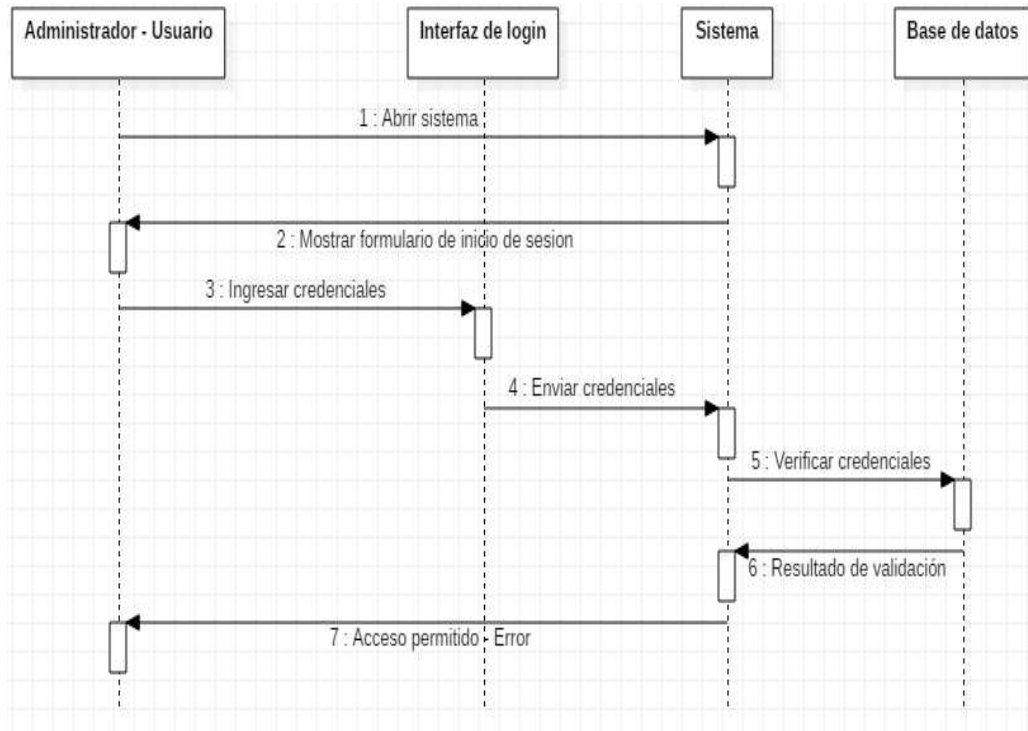 Administrador - Usuario
Interfaz de login
Sistema
Base de datos
1 : Abrir sistema
2 : Mostrar formulario de inicio de sesion
3 : Ingresar credenciales
4 : Enviar credenciales
5 : Verificar credenciales
6 : Resultado de validación
7 : Acceso permitido - Error